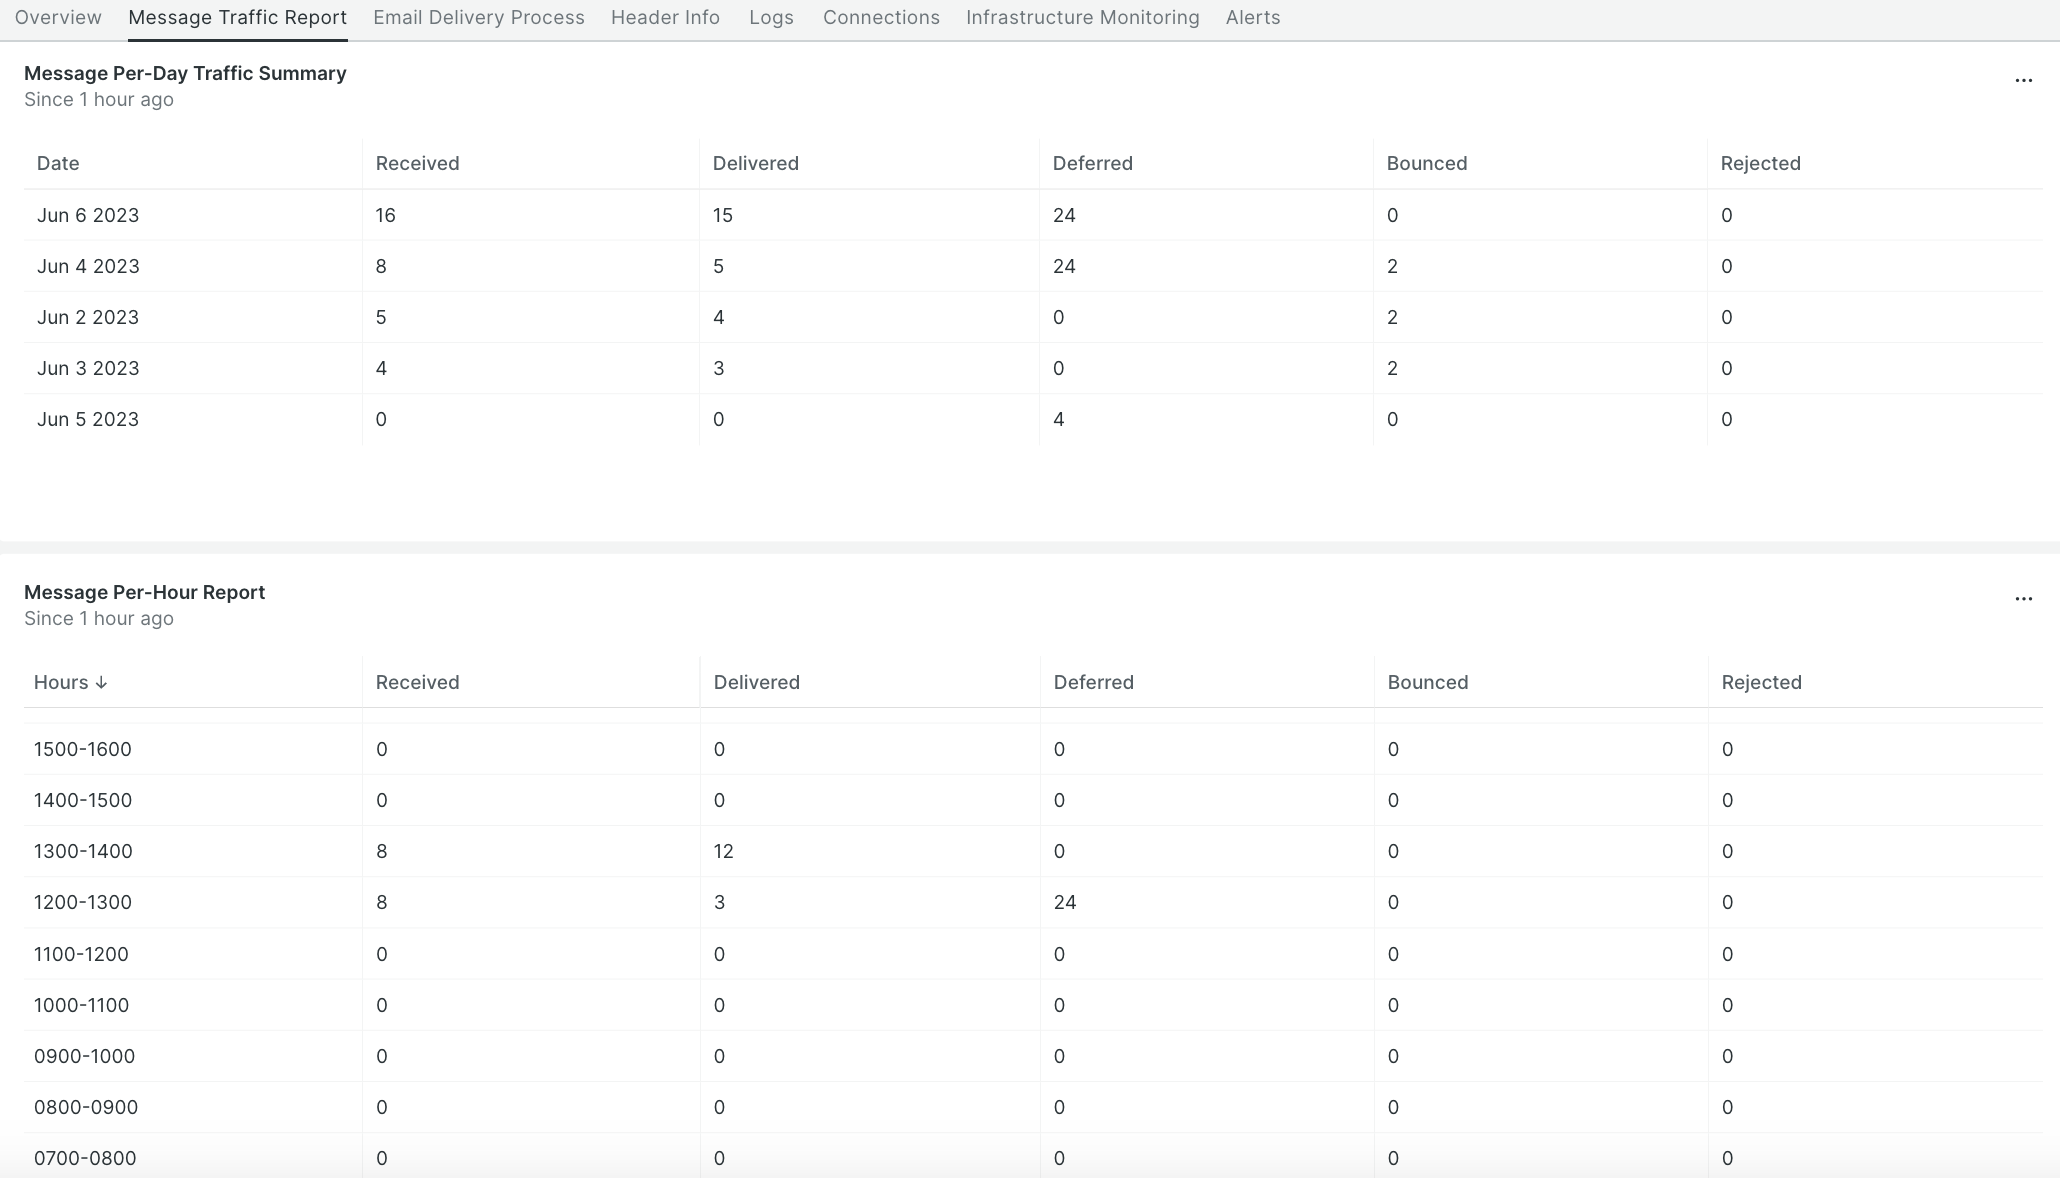 Overview Message Traffic Report Email Delivery Process Header Info Logs Connections Infrastructure Monitoring Alerts
Message Per-Day Traffic Summary
Since 1 hour ago
Date Received Delivered Deferred Bounced Rejected
Jun 6 2023 16 15 24 0 0
Jun 4 2023 8 5 24 2 0
Jun 2 2023 5 4 0 2 0
Jun 3 2023 4 3 0 2 0
Jun 5 2023 0 0 4 0 0
Message Per-Hour Report
Since 1 hour ago
Hours ↓ Received Delivered Deferred Bounced Rejected
1500-1600 0 0 0 0 0
1400-1500 0 0 0 0 0
1300-1400 8 12 0 0 0
1200-1300 8 3 24 0 0
1100-1200 0 0 0 0 0
1000-1100 0 0 0 0 0
0900-1000 0 0 0 0 0
0800-0900 0 0 0 0 0
0700-0800 0 0 0 0 0